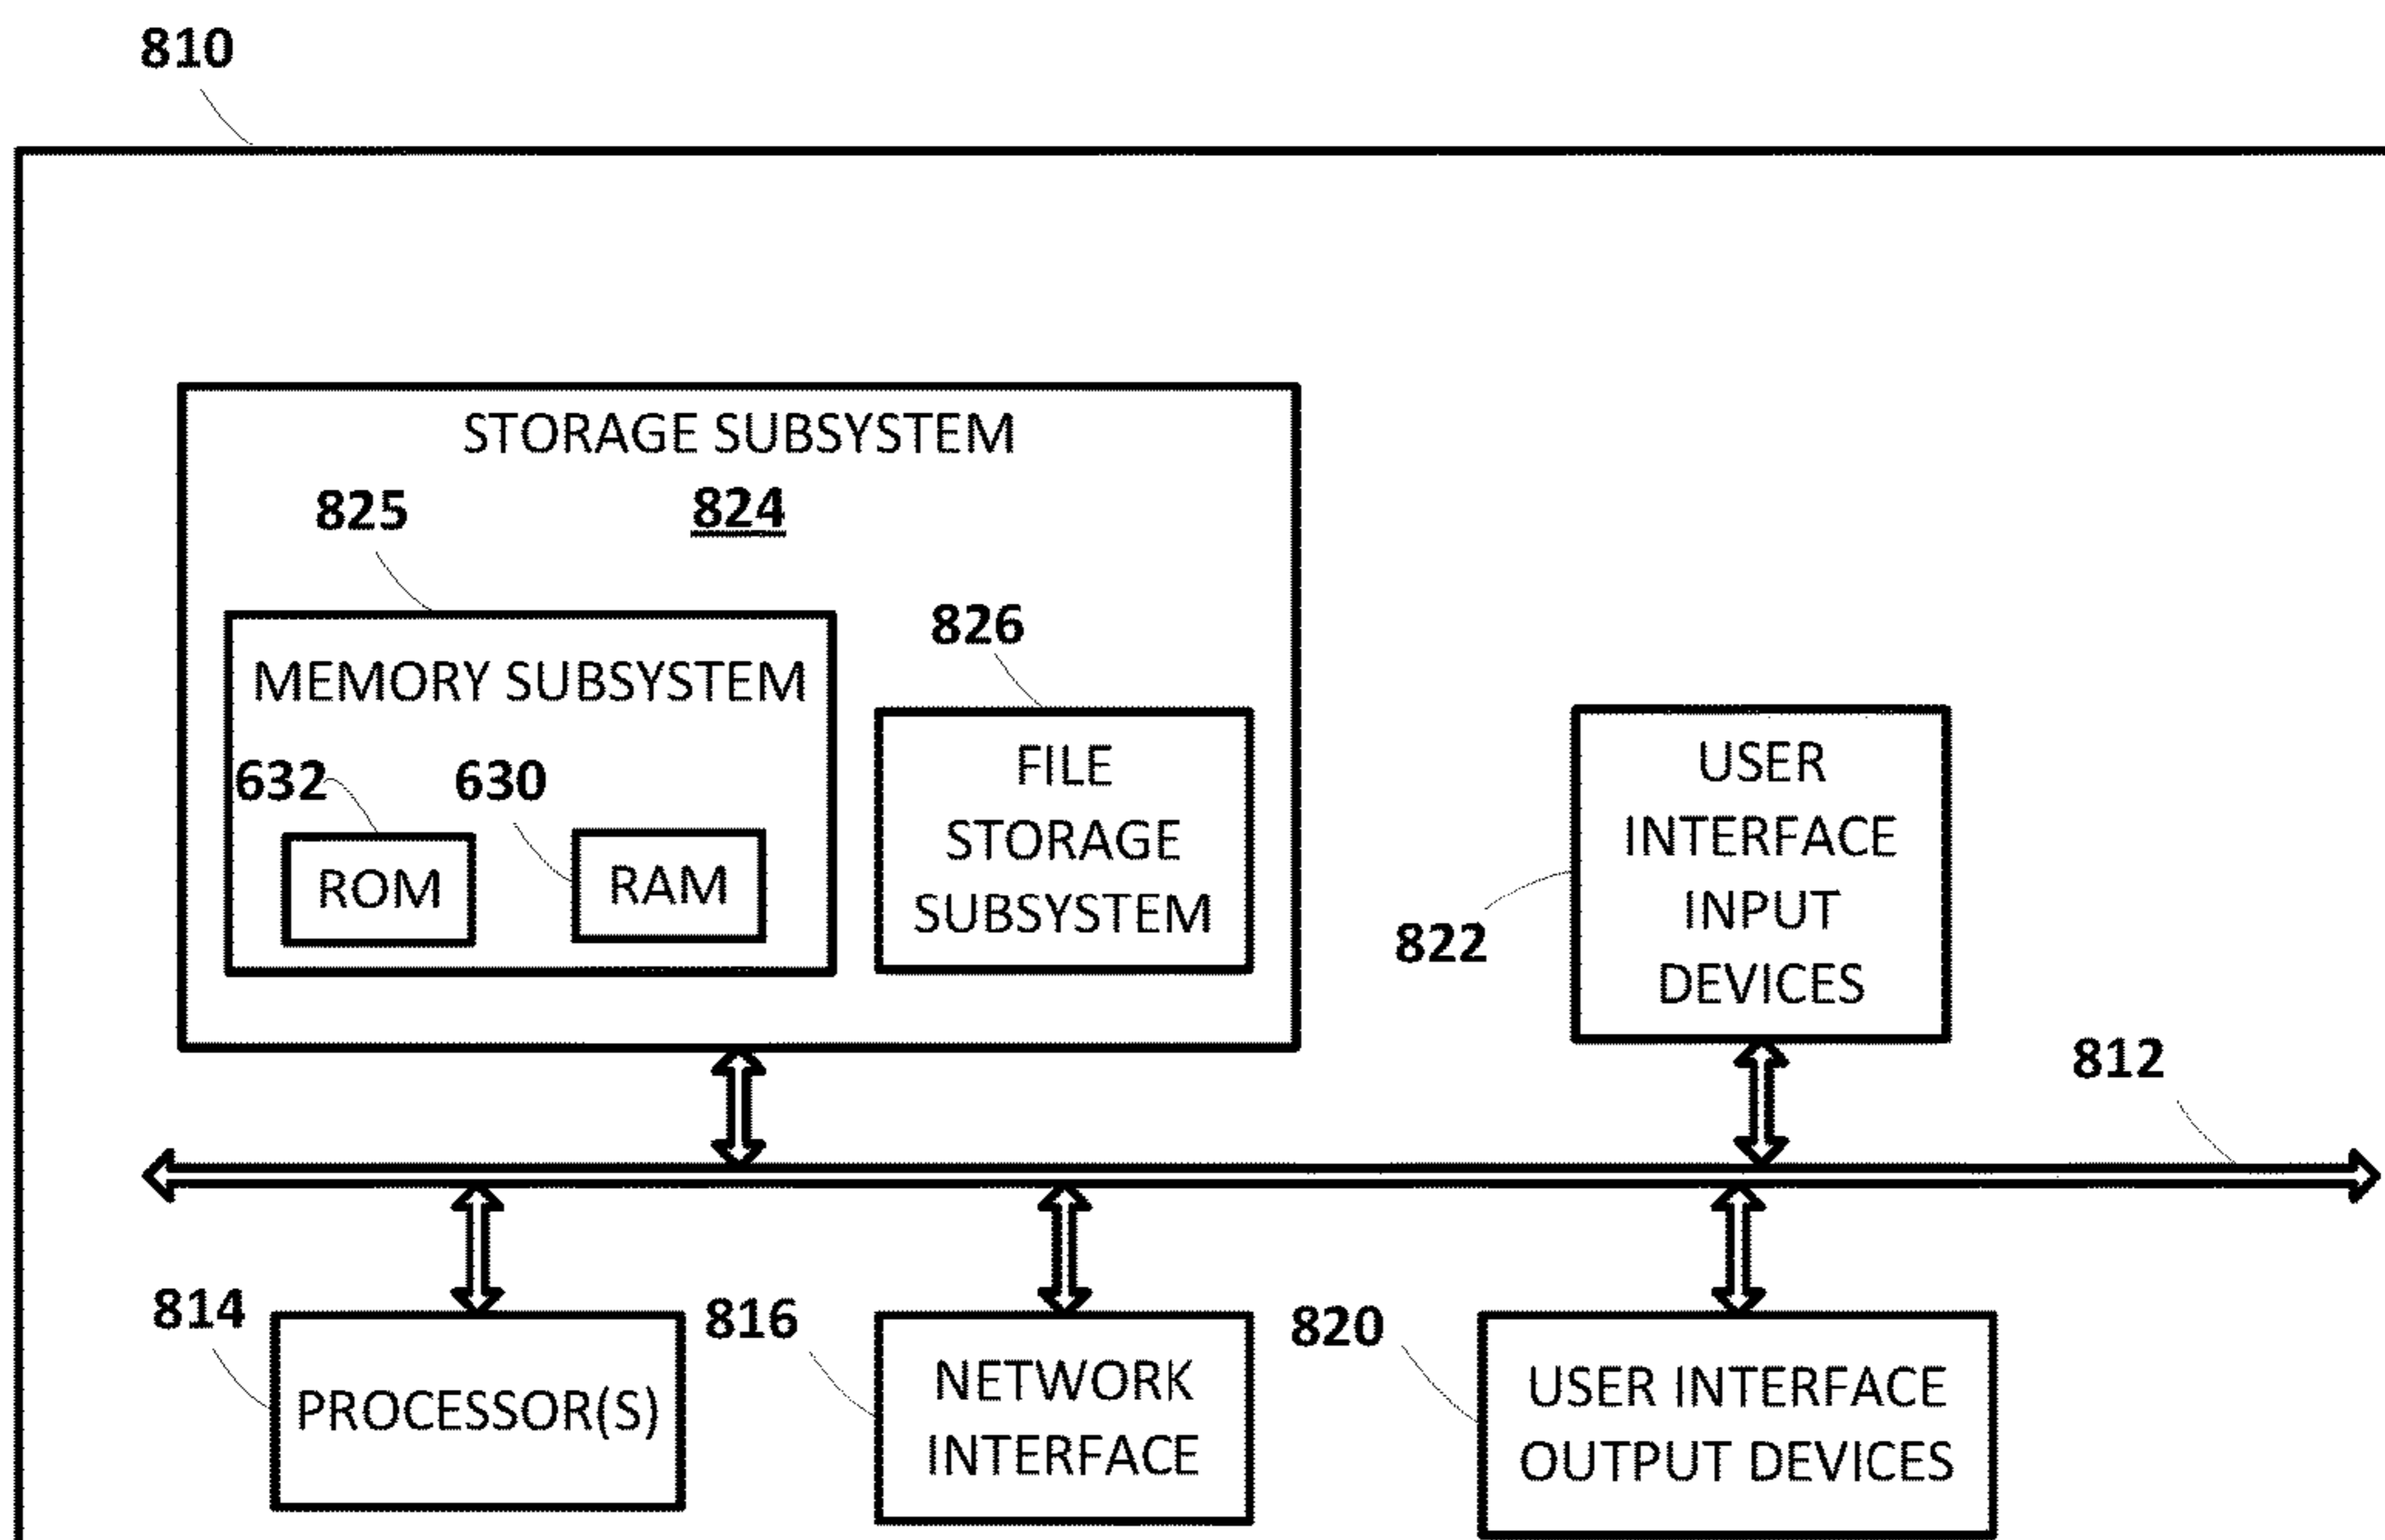 810
STORAGE SUBSYSTEM
825
824
826
MEMORY SUBSYSTEM
632
630
ROM
RAM
FILE
STORAGE
SUBSYSTEM
USER
INTERFACE
INPUT
DEVICES
822
812
814
PROCESSOR(S)
816
NETWORK
INTERFACE
820
USER INTERFACE
OUTPUT DEVICES